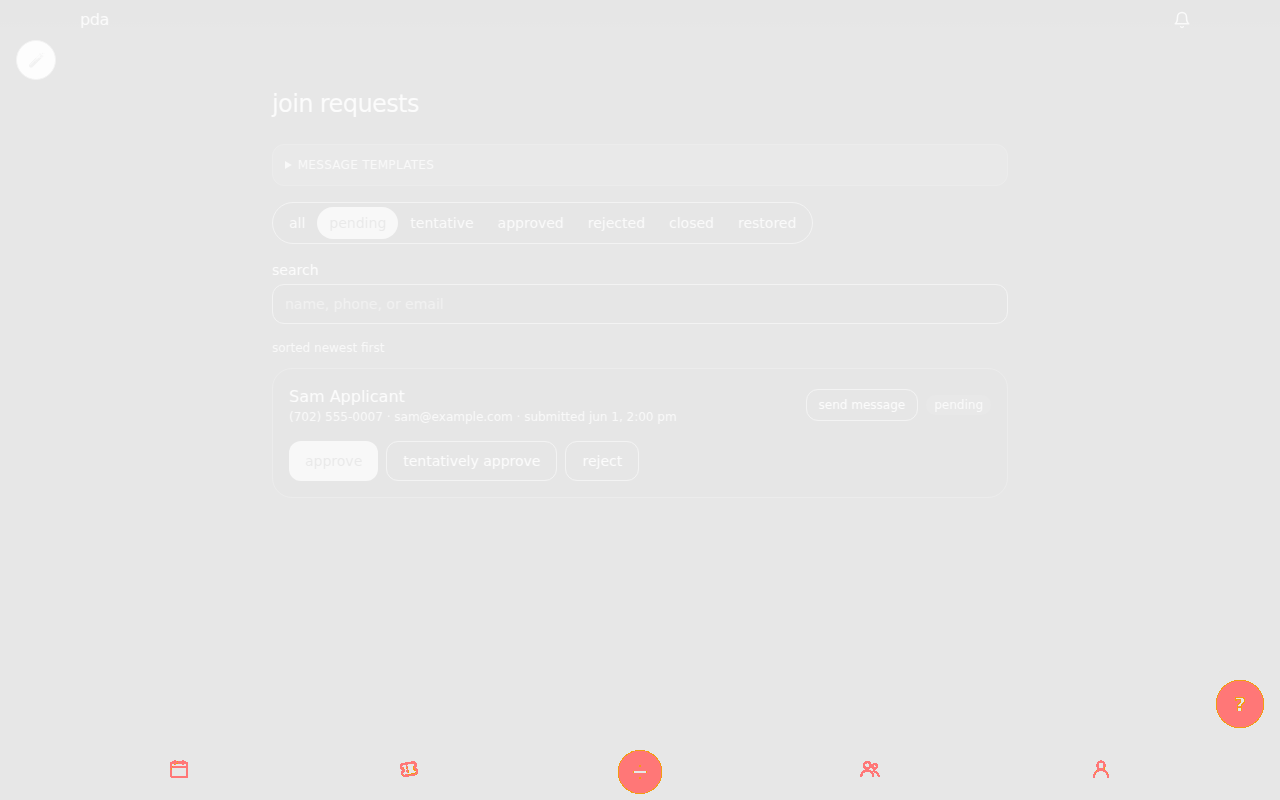 pda
join requests
▶ MESSAGE TEMPLATES
all pending tentative approved rejected closed restored
search
name, phone, or email
sorted newest first
Sam Applicant
(702) 555-0007 · sam@example.com · submitted jun 1, 2:00 pm
send message pending
approve tentatively approve reject
?